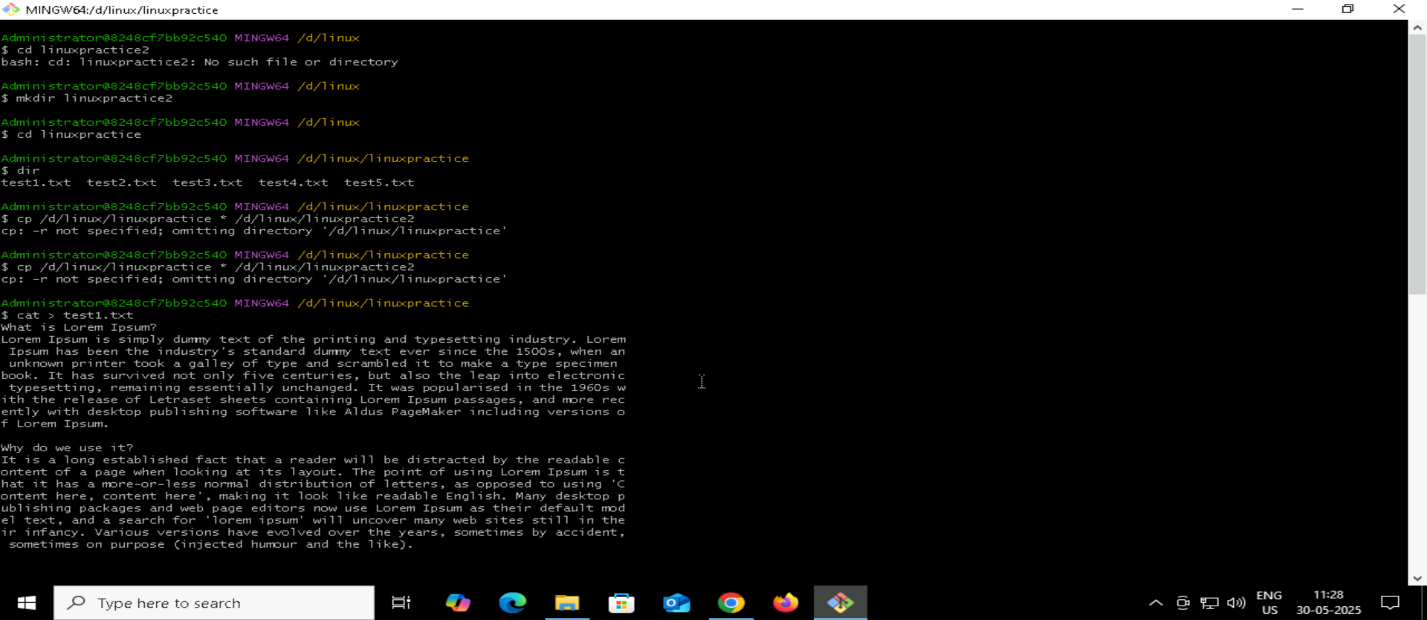 MINGW64:/d/linux/linuxpractice
Administrator@8248cf7bb92c540 MINGW64 /d/linux
$ cd linuxpractice2
bash: cd: linuxpractice2: No such file or directory
Administrator@8248cf7bb92c540 MINGW64 /d/linux
$ mkdir linuxpractice2
Administrator@8248cf7bb92c540 MINGW64 /d/linux
$ cd linuxpractice
Administrator@8248cf7bb92c540 MINGW64 /d/linux/linuxpractice
$ dir
test1.txt  test2.txt  test3.txt  test4.txt  test5.txt
Administrator@8248cf7bb92c540 MINGW64 /d/linux/linuxpractice
$ cp /d/linux/linuxpractice * /d/linux/linuxpractice2
cp: -r not specified; omitting directory '/d/linux/linuxpractice'
Administrator@8248cf7bb92c540 MINGW64 /d/linux/linuxpractice
$ cp /d/linux/linuxpractice * /d/linux/linuxpractice2
cp: -r not specified; omitting directory '/d/linux/linuxpractice'
Administrator@8248cf7bb92c540 MINGW64 /d/linux/linuxpractice
$ cat > test1.txt
What is Lorem Ipsum?
Lorem Ipsum is simply dummy text of the printing and typesetting industry. Lorem
 Ipsum has been the industry's standard dummy text ever since the 1500s, when an
 unknown printer took a galley of type and scrambled it to make a type specimen
book. It has survived not only five centuries, but also the leap into electronic
 typesetting, remaining essentially unchanged. It was popularised in the 1960s w
ith the release of Letraset sheets containing Lorem Ipsum passages, and more rec
ently with desktop publishing software like Aldus PageMaker including versions o
f Lorem Ipsum.
Why do we use it?
It is a long established fact that a reader will be distracted by the readable c
ontent of a page when looking at its layout. The point of using Lorem Ipsum is t
hat it has a more-or-less normal distribution of letters, as opposed to using 'C
ontent here, content here', making it look like readable English. Many desktop p
ublishing packages and web page editors now use Lorem Ipsum as their default mod
el text, and a search for 'lorem ipsum' will uncover many web sites still in the
ir infancy. Various versions have evolved over the years, sometimes by accident,
 sometimes on purpose (injected humour and the like).
Type here to search
ENG
US
11:28
30-05-2025